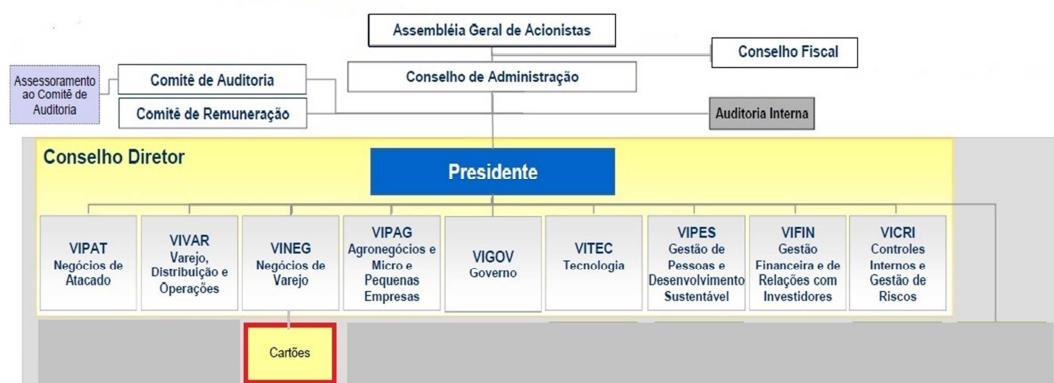 Assembléia Geral de Acionistas
Conselho Fiscal
Conselho de Administração
Assessoramento
ao Comitê de
Auditoria
Comitê de Auditoria
Comitê de Remuneração
Auditoria Interna
Conselho Diretor
Presidente
VIPAT
Negócios de
Atacado
VIVAR
Varejo,
Distribuição e
Operações
VINEG
Negócios de
Varejo
VIPAG
Agronegócios e
Micro e
Pequenas
Empresas
VIGOV
Governo
VITEC
Tecnologia
VIPES
Gestão de
Pessoas e
Desenvolvimento
Sustentável
VIFIN
Gestão
Financeira e de
Relações com
Investidores
VICRI
Controles
Internos e
Gestão de
Riscos
Cartões